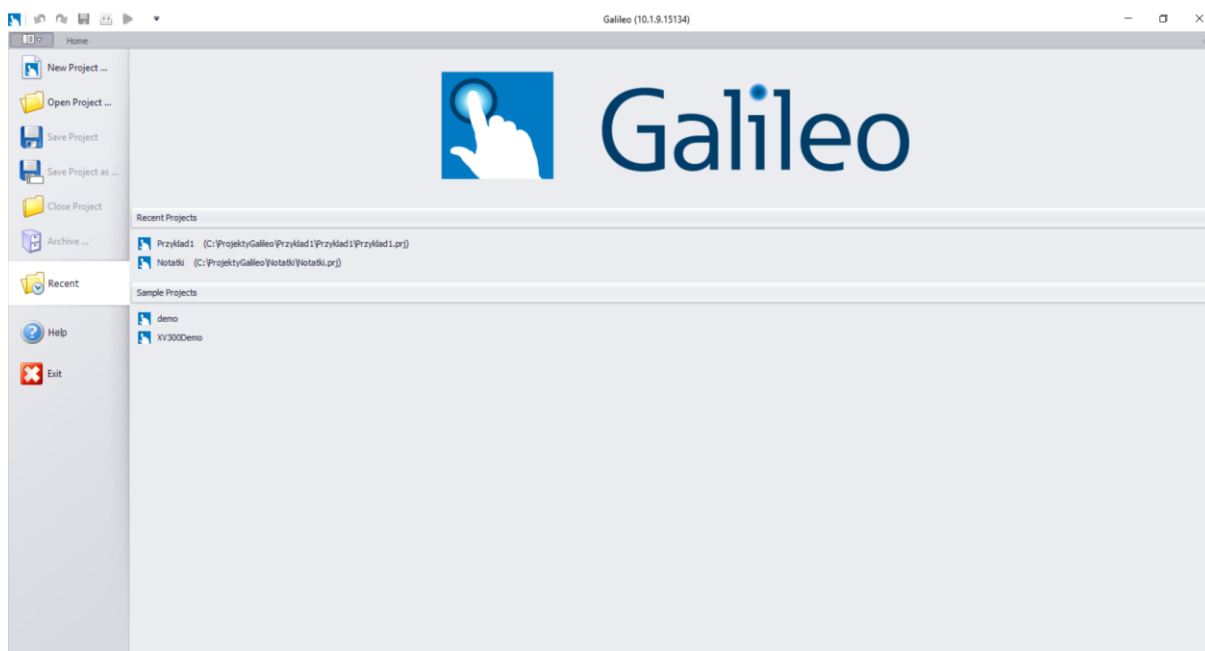 Galileo (10.1.9.15134)
Home
New Project ...
Open Project ...
Save Project
Save Project as ...
Close Project
Archive ...
Recent
Help
Exit
Galileo
Recent Projects
Przyklad1 (C:\ProjektyGalileo\Przyklad1\Przyklad1\Przyklad1.prj)
Notatki (C:\ProjektyGalileo\Notatki\Notatki.prj)
Sample Projects
demo
XV300Demo